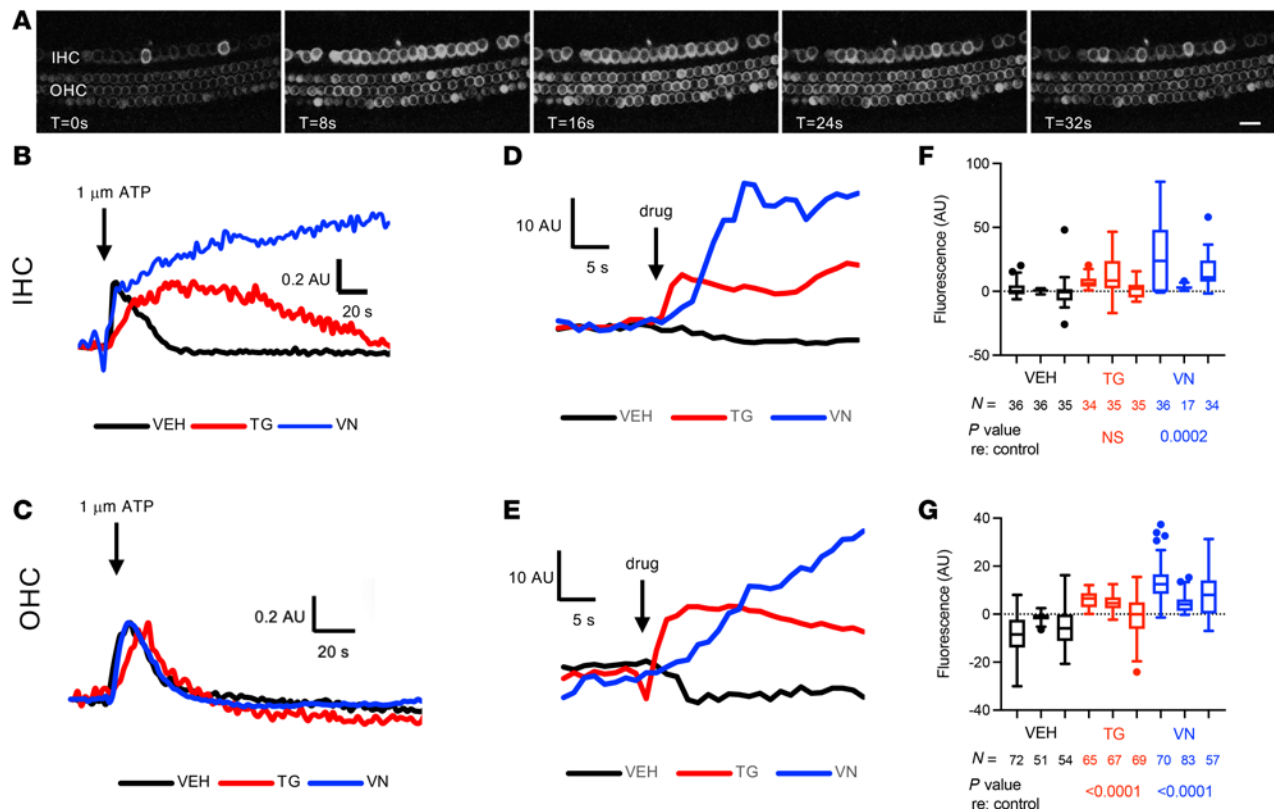 A
IHC
OHC
T=0s
T=8s
T=16s
T=24s
T=32s
B
1 μm ATP
0.2 AU
20 s
IHC
VEH TG VN
D
10 AU
5 s
drug
VEH TG VN
F
Fluorescence (AU)
100
50
0
-50
VEH TG VN
N = 36 36 35 34 35 35 36 17 34
P value
re: control
NS 0.0002
C
1 μm ATP
0.2 AU
20 s
OHC
VEH TG VN
E
10 AU
5 s
drug
VEH TG VN
G
Fluorescence (AU)
40
20
0
-20
-40
VEH TG VN
N = 72 51 54 65 67 69 70 83 57
P value
re: control
<0.0001 <0.0001